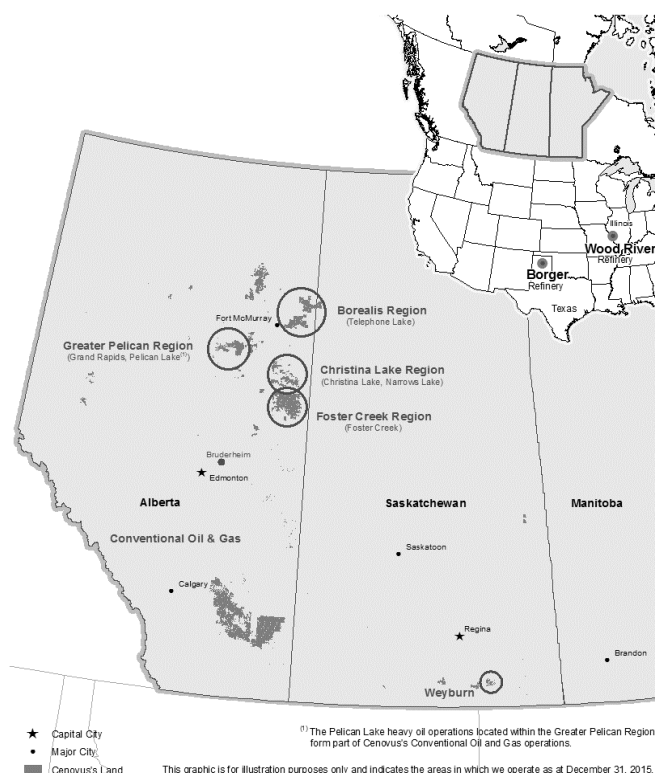 Illinois
Wood River
Refinery
Borger
Refinery
Texas
Fort McMurray
Borealis Region
(Telephone Lake)
Greater Pelican Region
(Grand Rapids, Pelican Lake⁽¹⁾)
Christina Lake Region
(Christina Lake, Narrows Lake)
Foster Creek Region
(Foster Creek)
Bruderheim
Edmonton
Alberta
Saskatchewan
Manitoba
Conventional Oil & Gas
Saskatoon
Calgary
Regina
Brandon
Weyburn
Capital City
Major City
Cenovus's Land
⁽¹⁾ The Pelican Lake heavy oil operations located within the Greater Pelican Region
form part of Cenovus's Conventional Oil and Gas operations.
This graphic is for illustration purposes only and indicates the areas in which we operate as at December 31, 2015.